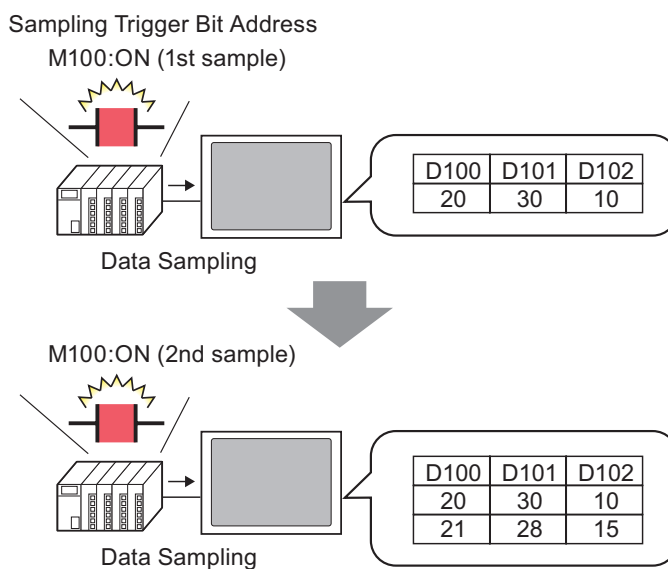 Sampling Trigger Bit Address
M100:ON (1st sample)
D100 D101 D102
20 30 10
Data Sampling
M100:ON (2nd sample)
D100 D101 D102
20 30 10
21 28 15
Data Sampling